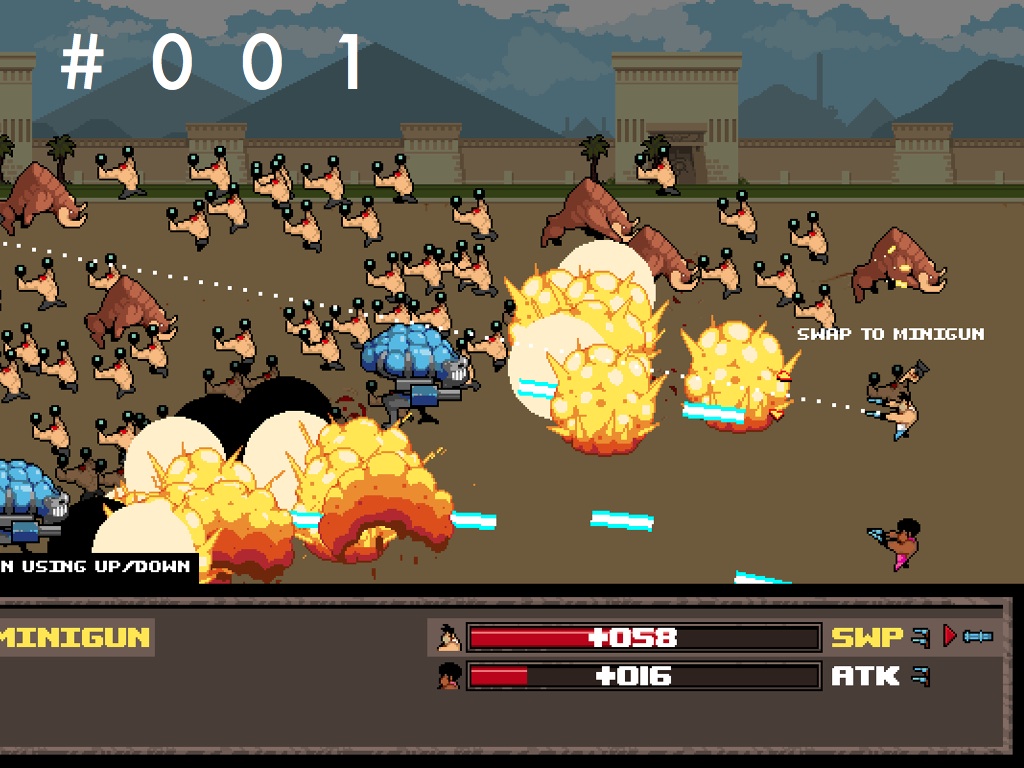 # 0 0 1
SWAP TO MINIGUN
N USING UP/DOWN
MINIGUN
+058 SWP
+016 ATK